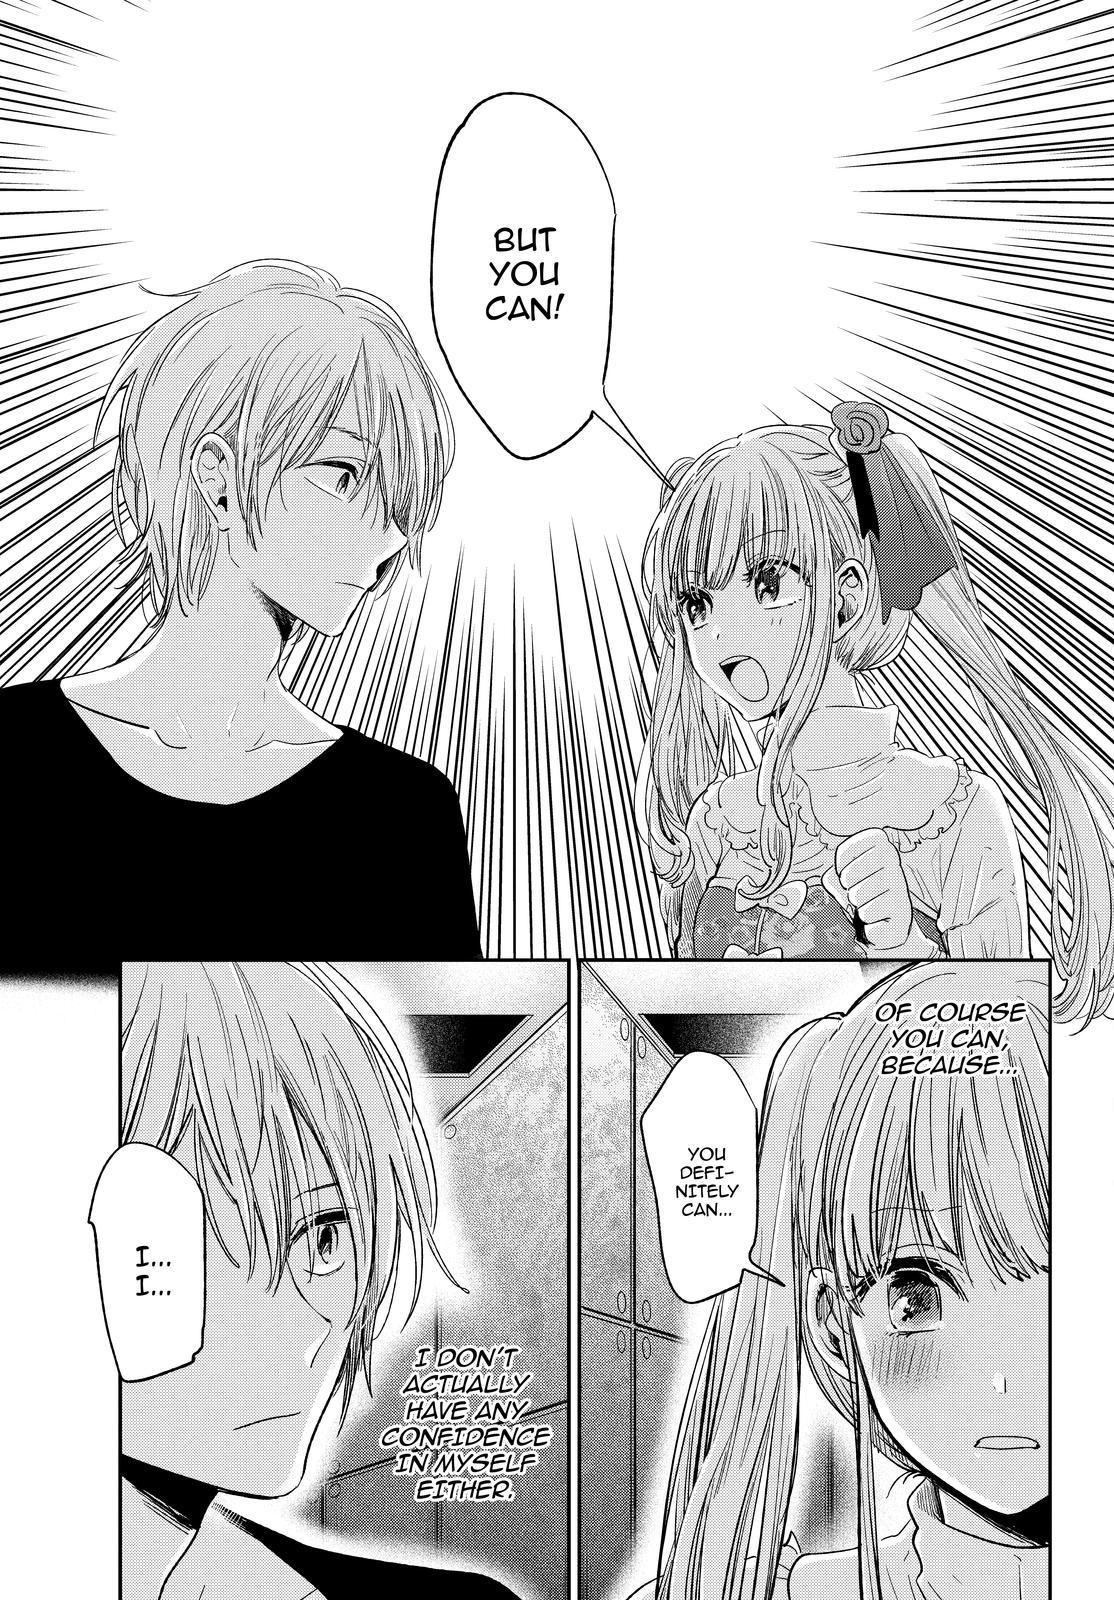 BUT
YOU
CAN!
OF COURSE
YOU CAN,
BECAUSE...
YOU
DEFI-
NITELY
CAN...
I...
I...
I DON'T
ACTUALLY
HAVE ANY
CONFIDENCE
IN MYSELF
EITHER.